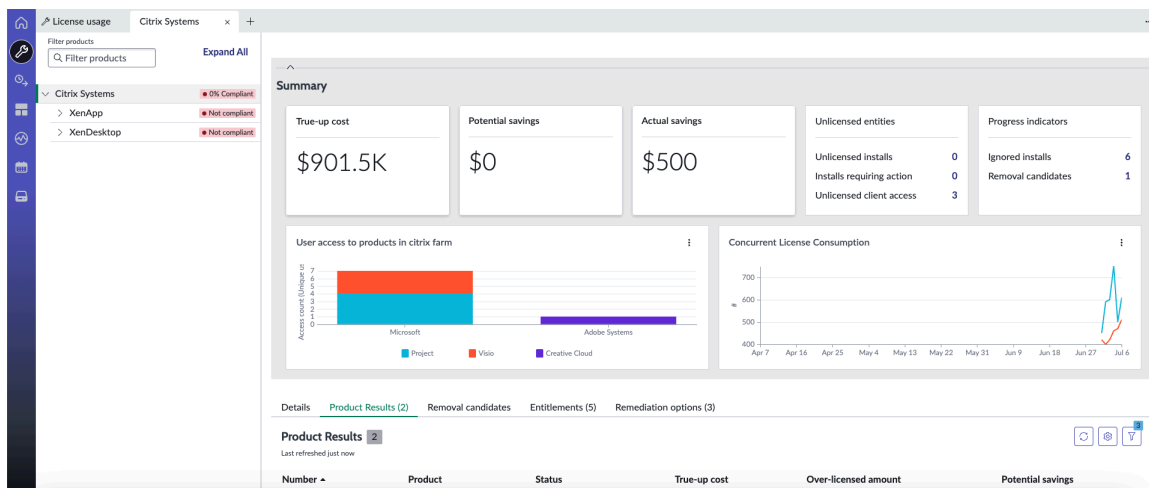 License usage
Citrix Systems
Filter products
Filter products
Expand All
Citrix Systems
0% Compliant
XenApp
Not compliant
XenDesktop
Not compliant
Summary
True-up cost
$901.5K
Potential savings
$0
Actual savings
$500
Unlicensed entities
Unlicensed installs 0
Installs requiring action 0
Unlicensed client access 3
Progress indicators
Ignored installs 6
Removal candidates 1
User access to products in citrix farm
Access count (Unique us
7
6
5
4
3
2
1
0
Microsoft
Adobe Systems
Project
Visio
Creative Cloud
Concurrent License Consumption
#
700
600
500
400
Apr 7 Apr 16 Apr 25 May 4 May 13 May 22 May 31 Jun 9 Jun 18 Jun 27 Jul 6
Details Product Results (2) Removal candidates Entitlements (5) Remediation options (3)
Product Results 2
Last refreshed just now
3
Number Product Status True-up cost Over-licensed amount Potential savings